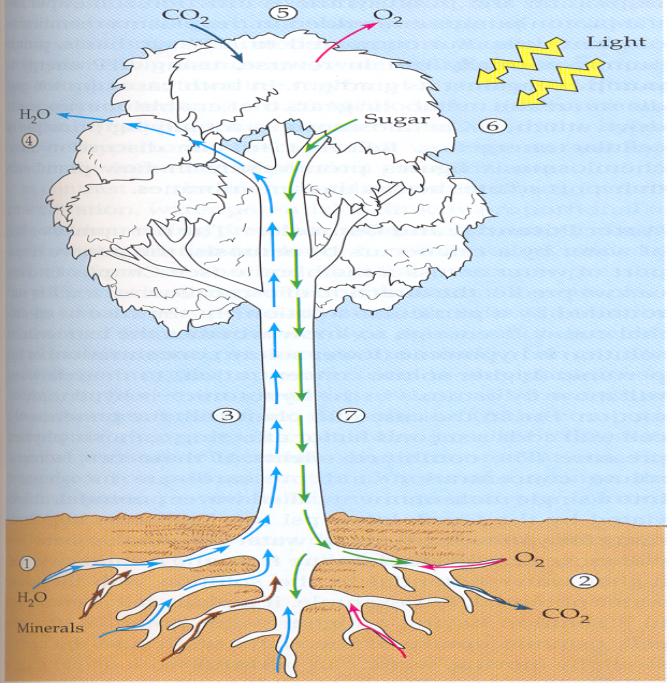 CO₂ ⑤ O₂
Light
H₂O
④
Sugar
⑥
③ ⑦
①
H₂O
Minerals
O₂
②
CO₂